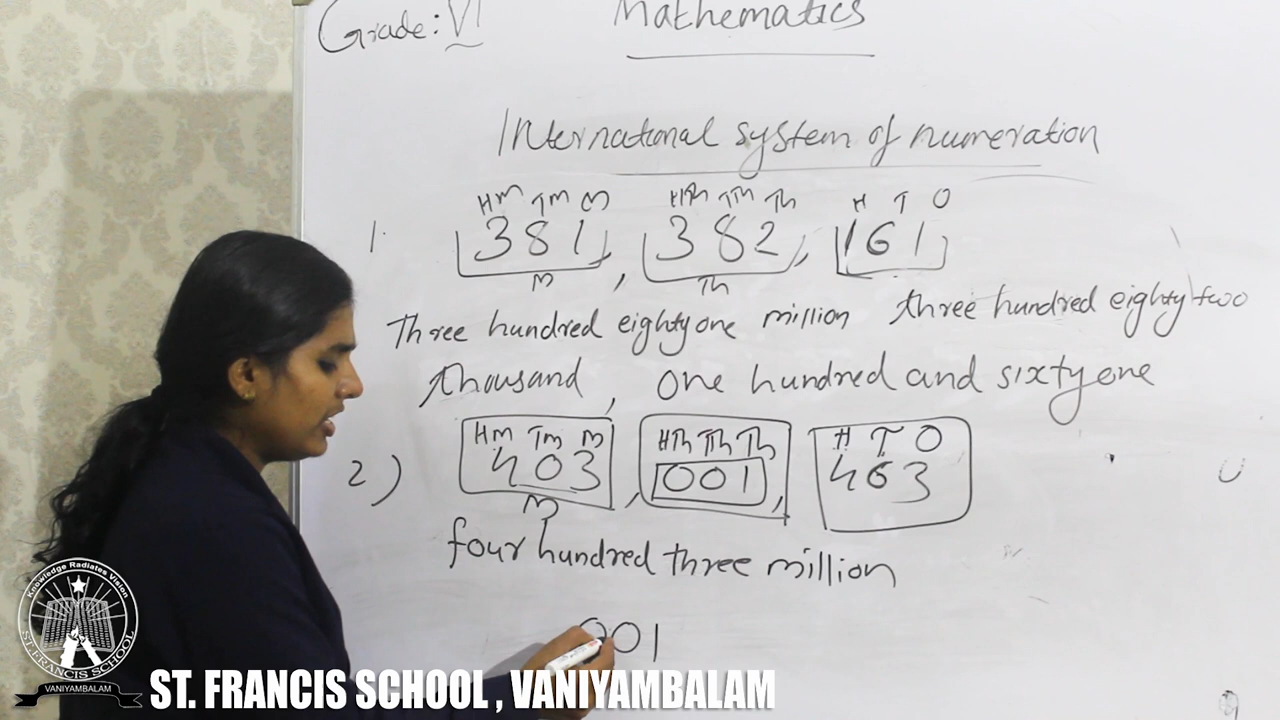 Grade: VI
Mathematics
International system of numeration
Hm Tm M HTh TTh Th H T O
1. 381, 382, 161
M Th
Three hundred eighty one million three hundred eighty two
thousand, one hundred and sixty one
Hm Tm M HTh TTh Th H T O
2) 403, 001, 463
M
four hundred three million
001
Knowledge Radiates Vision
ST. FRANCIS SCHOOL
VANIYAMBALAM
ST. FRANCIS SCHOOL, VANIYAMBALAM